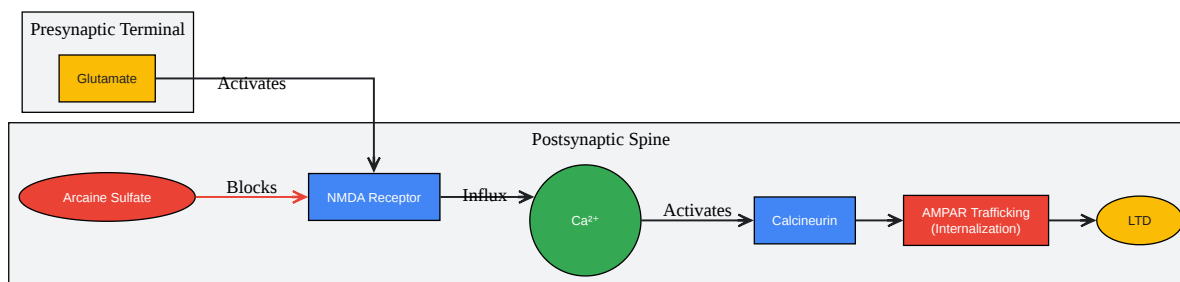 Presynaptic Terminal
Glutamate
Activates
Postsynaptic Spine
Arcaine Sulfate
Blocks
NMDA Receptor
Influx
Ca²⁺
Activates
Calcineurin
AMPAR Trafficking
(Internalization)
LTD